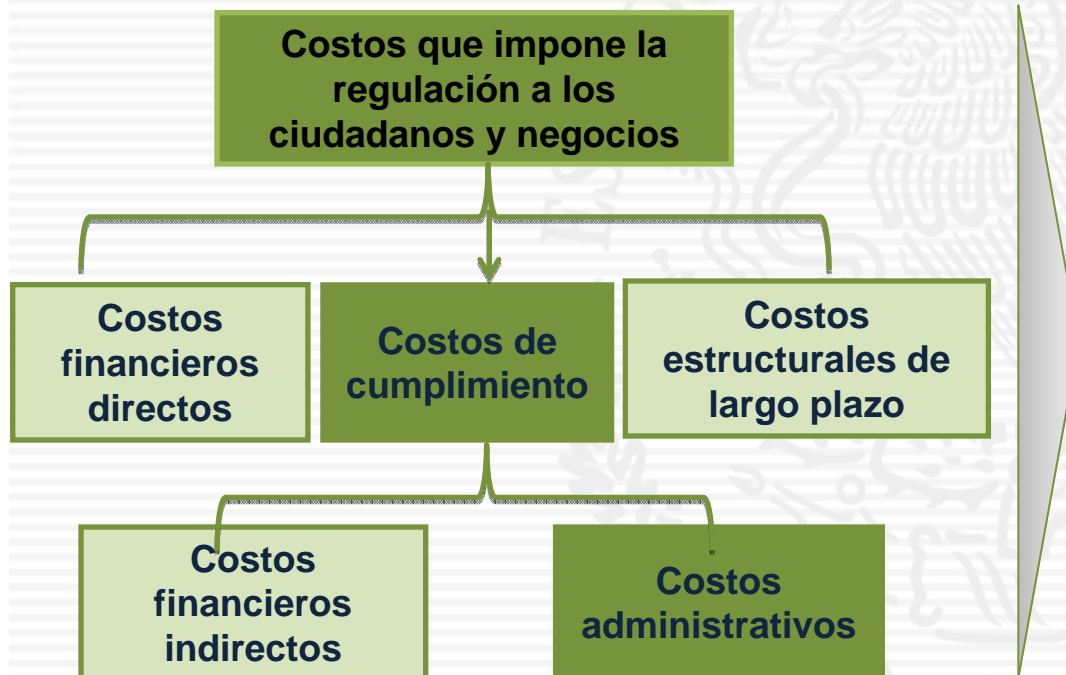 Costos que impone la
regulación a los
ciudadanos y negocios
Costos
financieros
directos
Costos de
cumplimiento
Costos
estructurales de
largo plazo
Costos
financieros
indirectos
Costos
administrativos